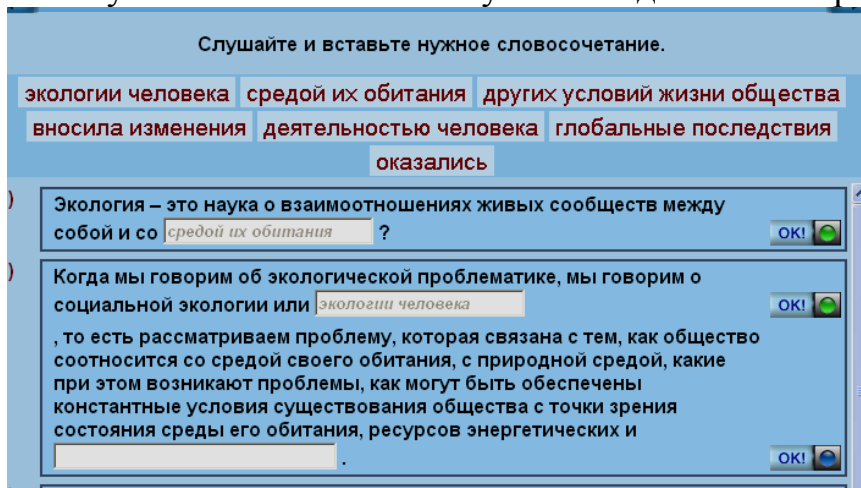 Слушайте и вставьте нужное словосочетание.
экологии человека средой их обитания других условий жизни общества
вносила изменения деятельностью человека глобальные последствия
оказались
) Экология – это наука о взаимоотношениях живых сообществ между
собой и со средой их обитания ? OK!
) Когда мы говорим об экологической проблематике, мы говорим о
социальной экологии или экологии человека OK!
, то есть рассматриваем проблему, которая связана с тем, как общество
соотносится со средой своего обитания, с природной средой, какие
при этом возникают проблемы, как могут быть обеспечены
константные условия существования общества с точки зрения
состояния среды его обитания, ресурсов энергетических и
. OK!